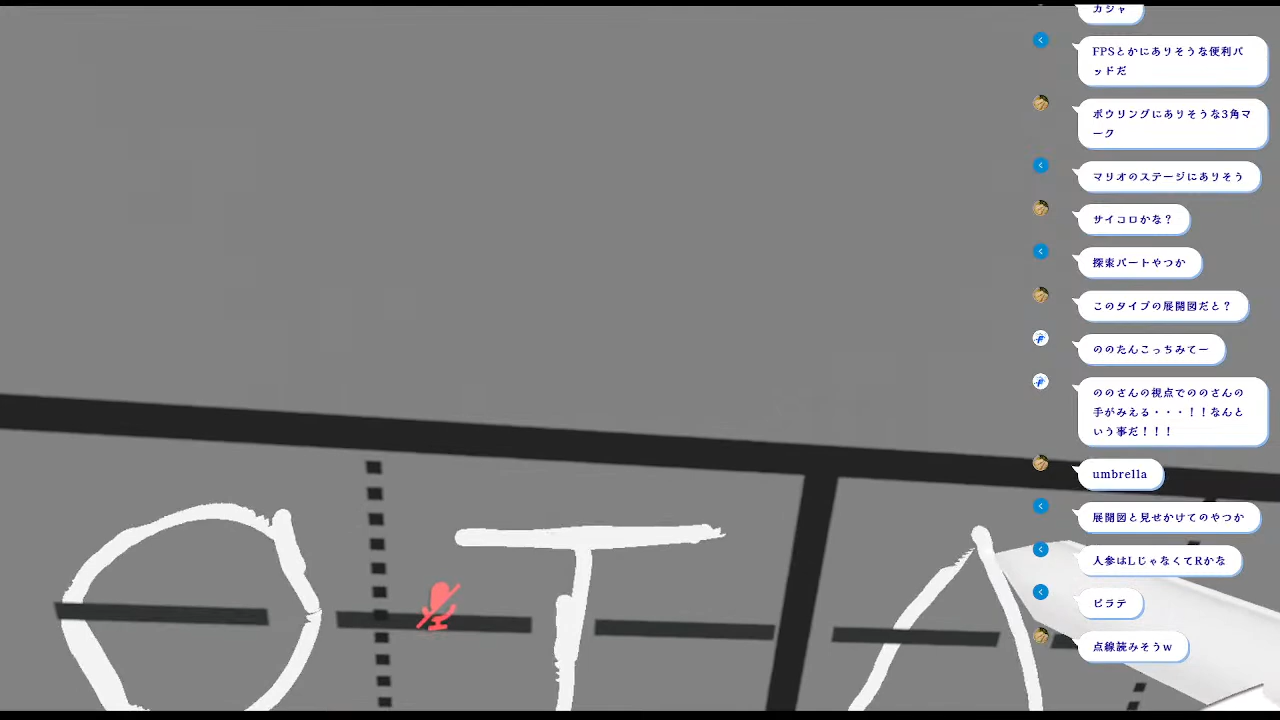 カジャ
FPSとかにありそうな便利パ
ッドだ
ボウリングにありそうな3角マ
ーク
マリオのステージにありそう
サイコロかな？
探索パートやつか
このタイプの展開図だと？
ののたんこっちみてー
ののさんの視点でののさんの
手がみえる・・・！！なんと
いう事だ！！！
umbrella
展開図と見せかけてのやつか
人参はLじゃなくてRかな
ピラテ
点線読みそうw
OTA